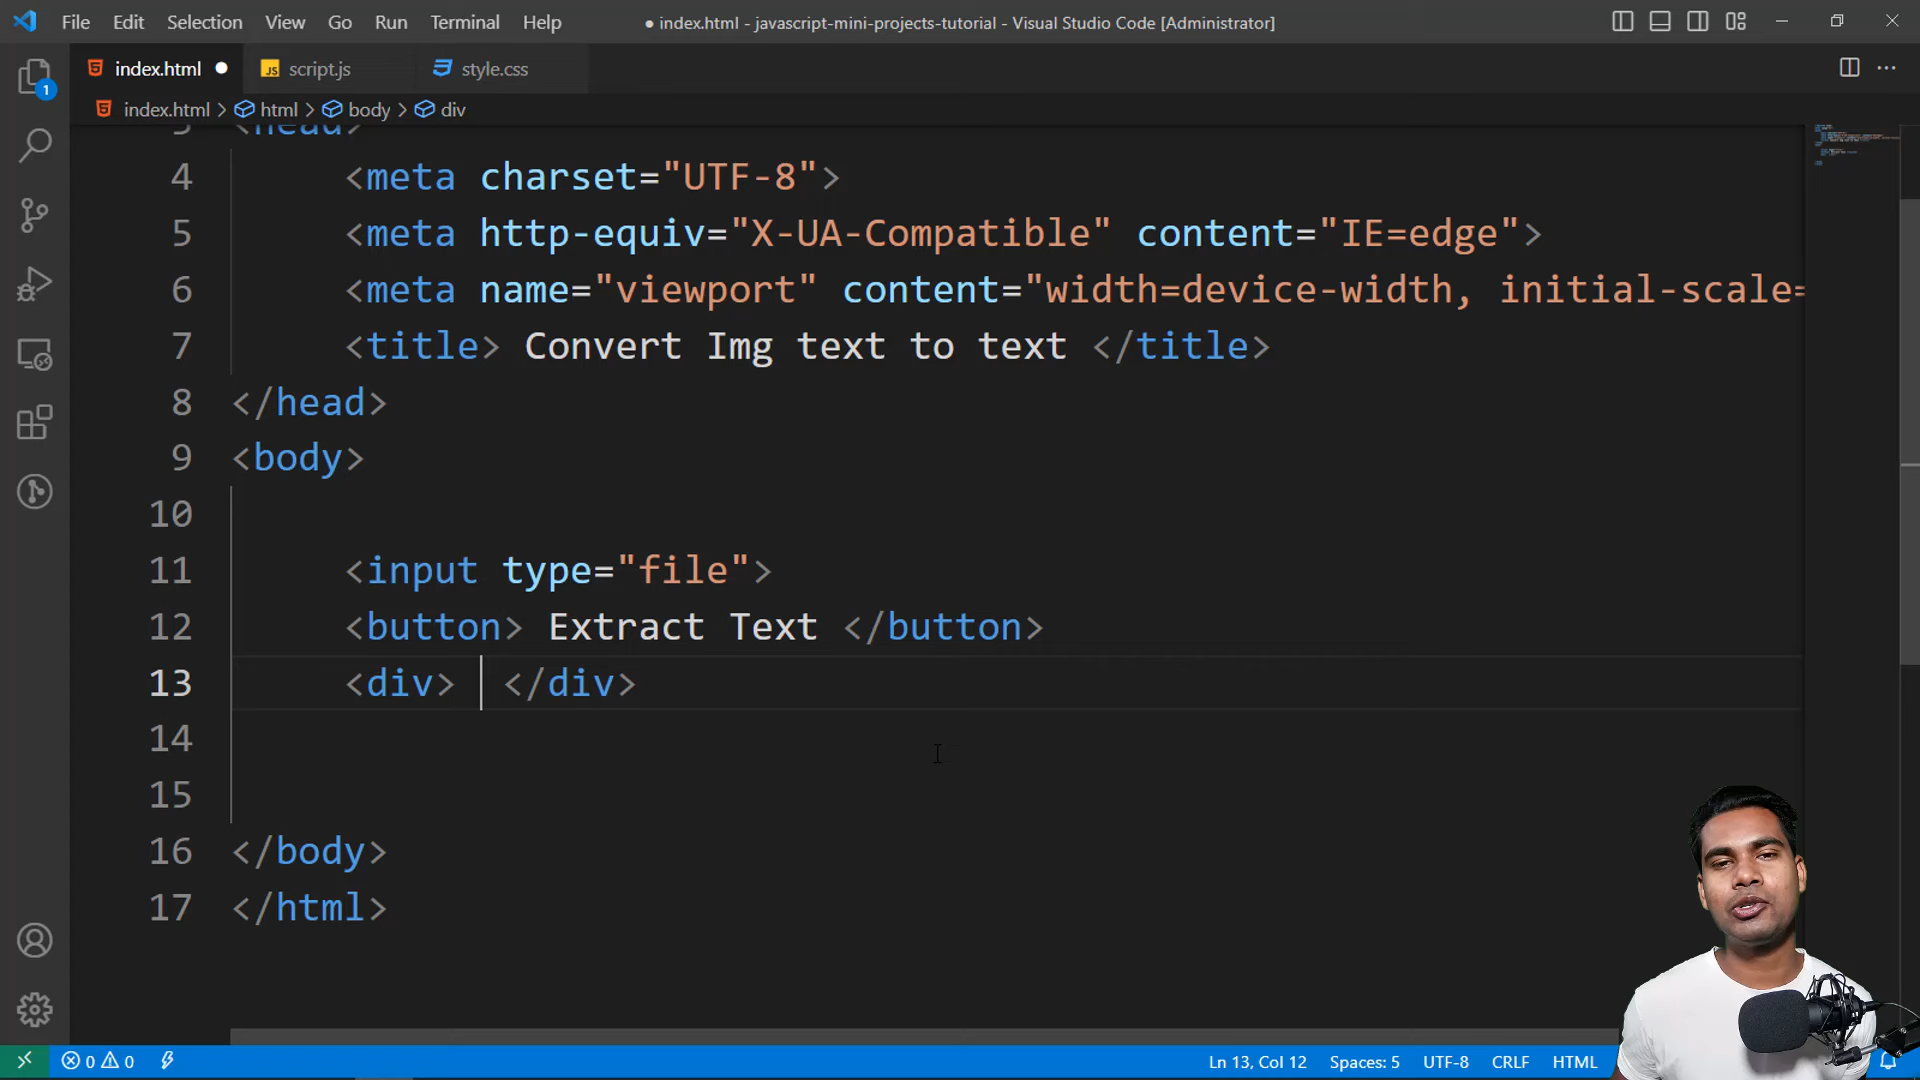 File Edit Selection View Go Run Terminal Help
● index.html - javascript-mini-projects-tutorial - Visual Studio Code [Administrator]
index.html ● JS script.js style.css
index.html > html > body > div
3 <head>
4 <meta charset="UTF-8">
5 <meta http-equiv="X-UA-Compatible" content="IE=edge">
6 <meta name="viewport" content="width=device-width, initial-scale=
7 <title> Convert Img text to text </title>
8 </head>
9 <body>
10
11 <input type="file">
12 <button> Extract Text </button>
13 <div> </div>
14
15
16 </body>
17 </html>
1
0 0 Ln 13, Col 12 Spaces: 5 UTF-8 CRLF HTML